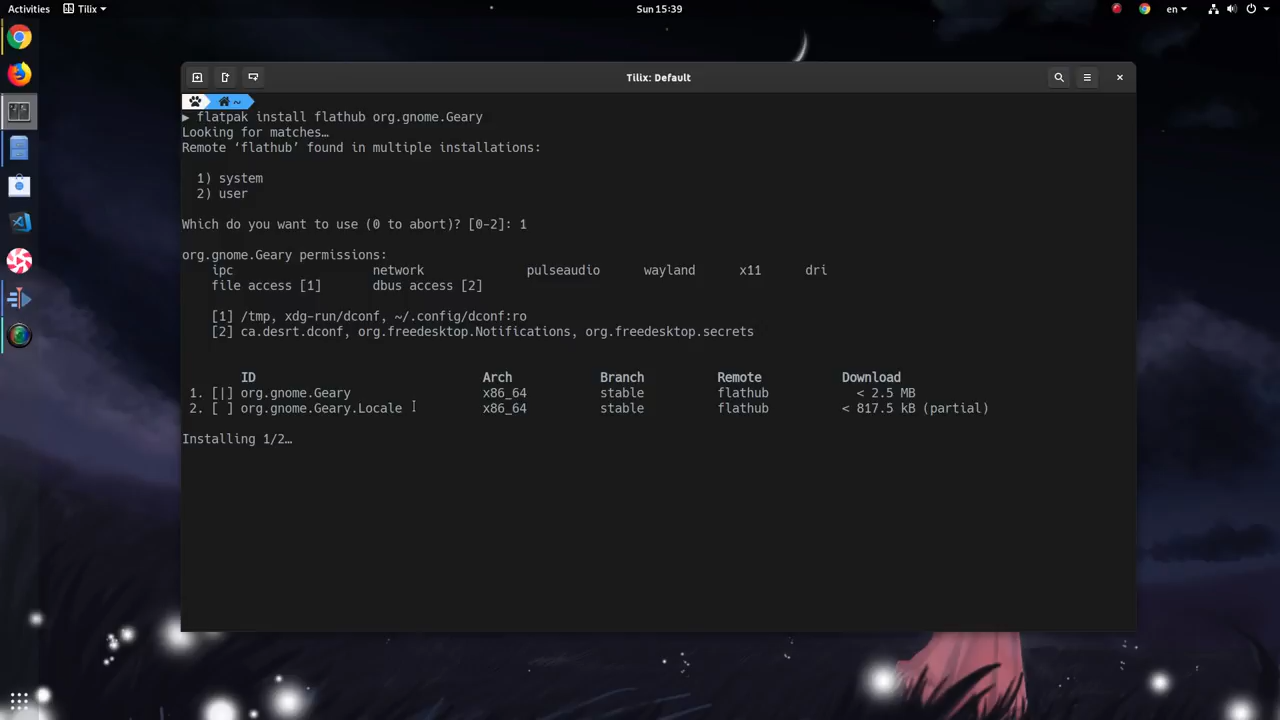 Activities Tilix Sun 15:39 en
Tilix: Default
~
▶ flatpak install flathub org.gnome.Geary
Looking for matches…
Remote ‘flathub’ found in multiple installations:
1) system
2) user
Which do you want to use (0 to abort)? [0-2]: 1
org.gnome.Geary permissions:
ipc network pulseaudio wayland x11 dri
file access [1] dbus access [2]
[1] /tmp, xdg-run/dconf, ~/.config/dconf:ro
[2] ca.desrt.dconf, org.freedesktop.Notifications, org.freedesktop.secrets
ID Arch Branch Remote Download
1. [|] org.gnome.Geary x86_64 stable flathub < 2.5 MB
2. [ ] org.gnome.Geary.Locale x86_64 stable flathub < 817.5 kB (partial)
Installing 1/2…